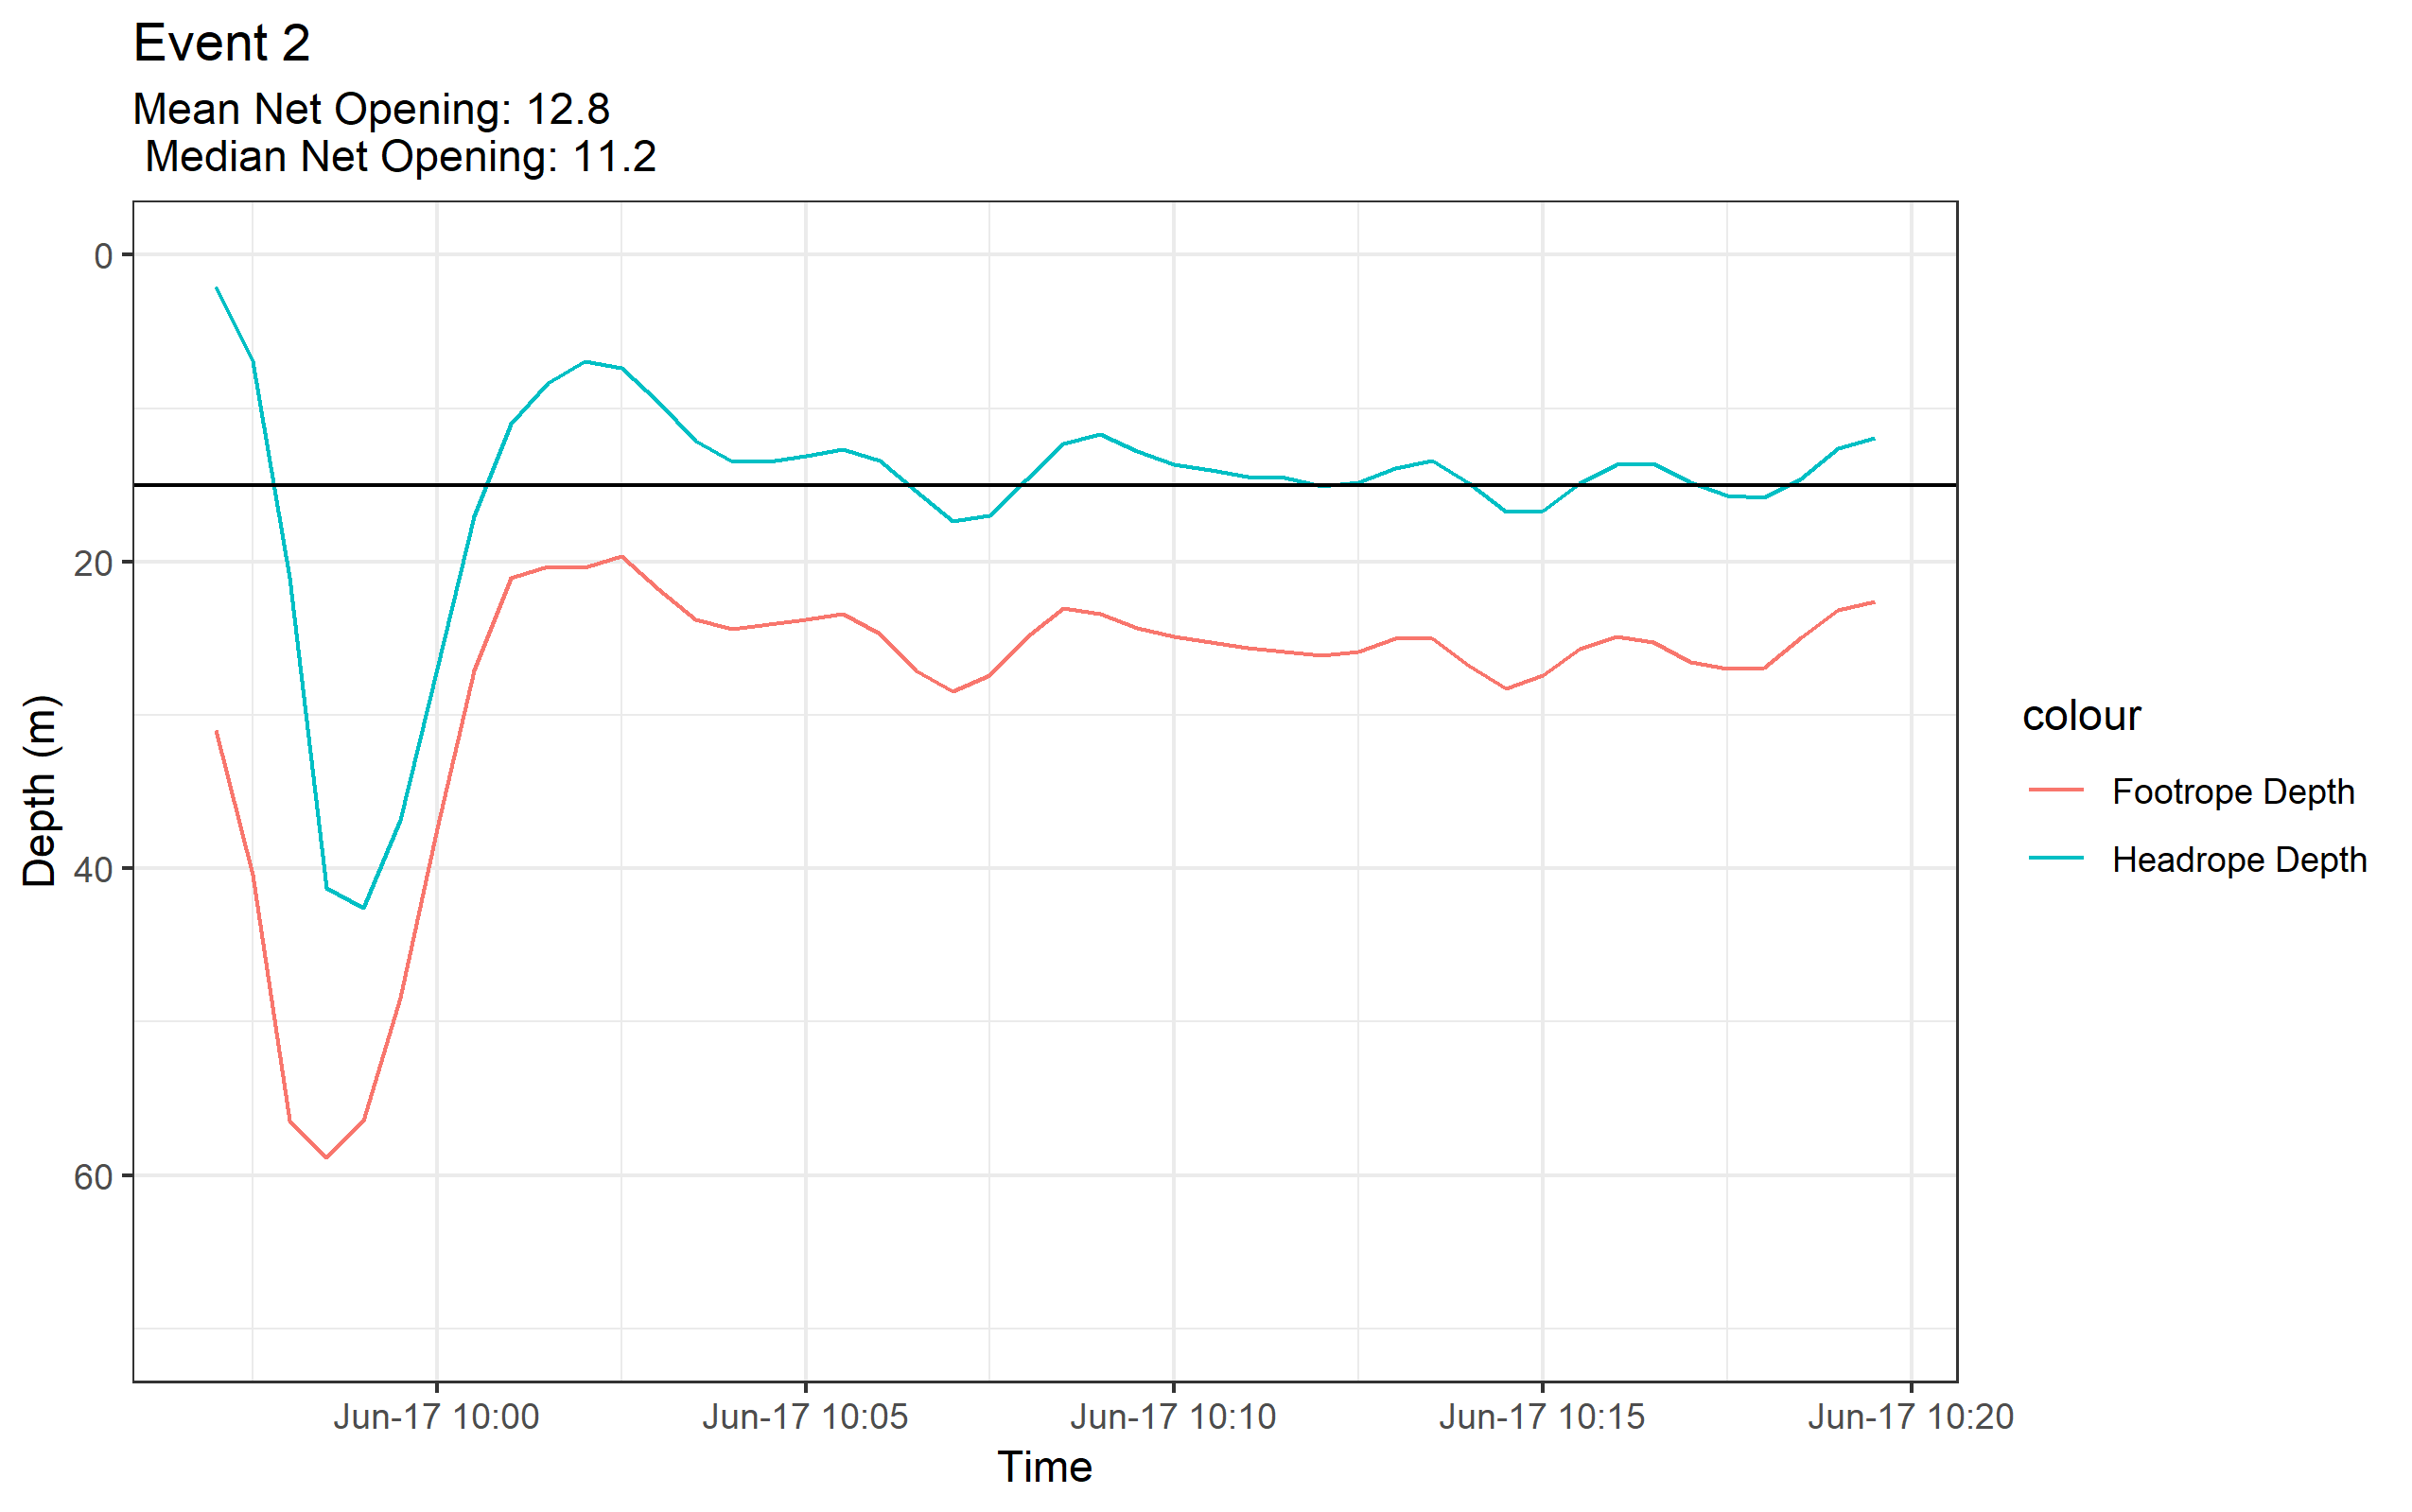 Event 2
Mean Net Opening: 12.8
Median Net Opening: 11.2
0
20
40
60
Depth (m)
Jun-17 10:00
Jun-17 10:05
Jun-17 10:10
Jun-17 10:15
Jun-17 10:20
Time
colour
Footrope Depth
Headrope Depth